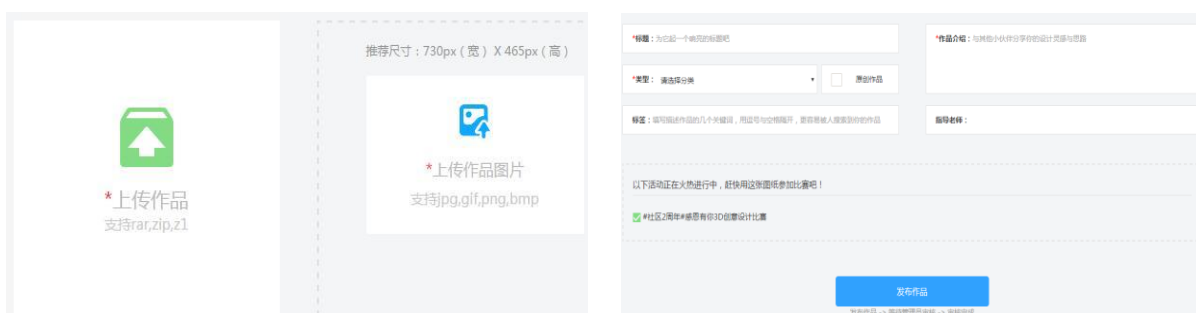 *上传作品
支持rar,zip,z1
推荐尺寸：730px（宽）X 465px（高）
*上传作品图片
支持jpg,gif,png,bmp
*标题：为它起一个响亮的标题吧
*作品介绍：与其他小伙伴分享你的设计灵感与思路
*类型：请选择分类
原创作品
标签：填写描述作品的几个关键词，用逗号与空格隔开，更容易被人搜索到你的作品
指导老师：
以下活动正在火热进行中，赶快用这张图纸参加比赛吧！
#社区2周年#感恩有你3D创意设计比赛
发布作品